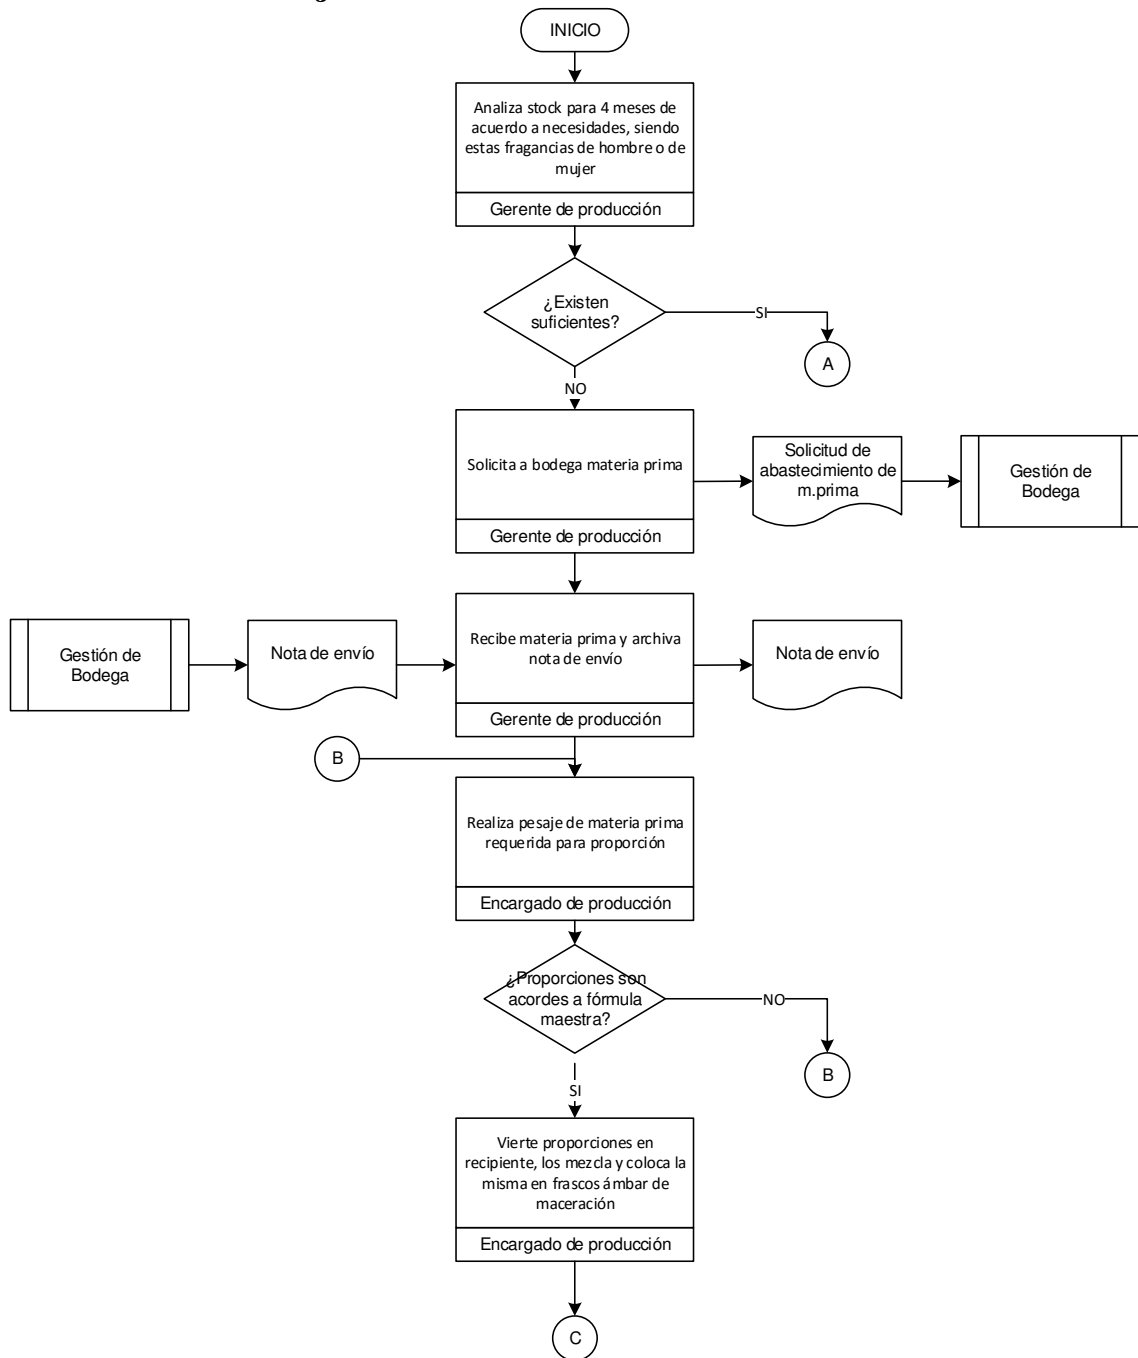 INICIO
Analiza stock para 4 meses de
acuerdo a necesidades, siendo
estas fragancias de hombre o de
mujer
Gerente de producción
¿Existen
suficientes?
SI
A
NO
Solicita a bodega materia prima
Gerente de producción
Solicitud de
abastecimiento de
m.prima
Gestión de
Bodega
Gestión de
Bodega
Nota de envío
Recibe materia prima y archiva
nota de envío
Gerente de producción
Nota de envío
B
Realiza pesaje de materia prima
requerida para proporción
Encargado de producción
¿Proporciones son
acordes a fórmula
maestra?
NO
B
SI
Vierte proporciones en
recipiente, los mezcla y coloca la
misma en frascos ámbar de
maceración
Encargado de producción
C